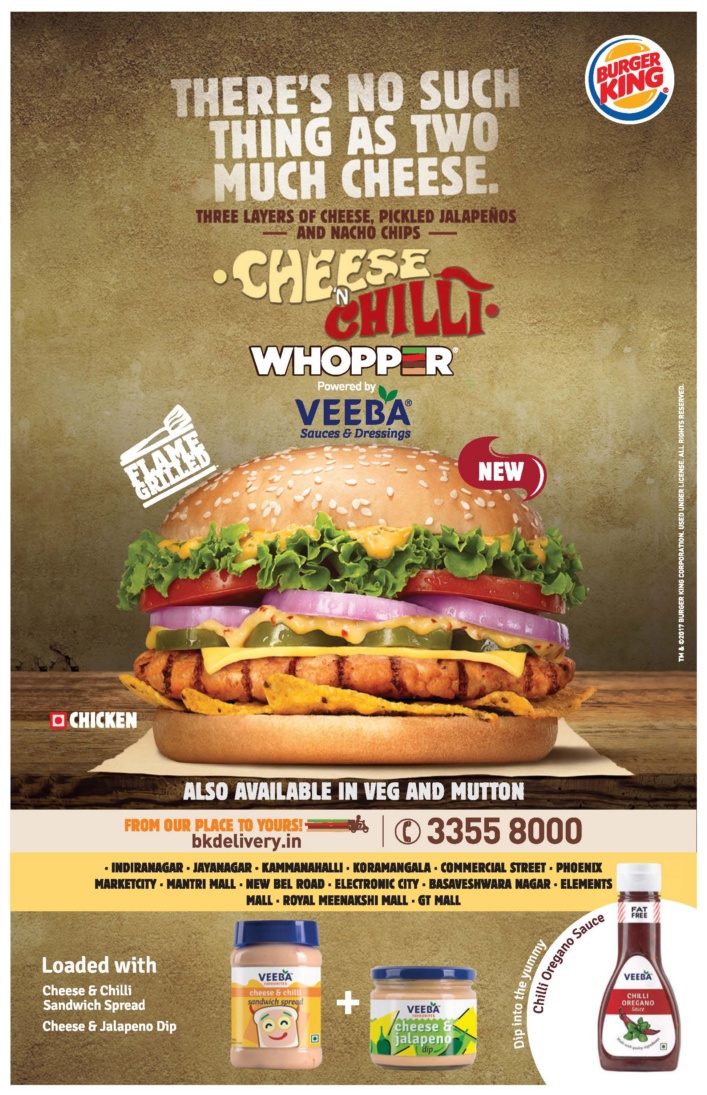 BURGER
KING®
THERE'S NO SUCH
THING AS TWO
MUCH CHEESE.
THREE LAYERS OF CHEESE, PICKLED JALAPEÑOS
AND NACHO CHIPS
CHEESE
'N
CHILLI
WHOPPER®
Powered by
VEEBA®
Sauces & Dressings
FLAME
GRILLED
NEW
TM & ©2017 BURGER KING CORPORATION. USED UNDER LICENSE. ALL RIGHTS RESERVED.
CHICKEN
ALSO AVAILABLE IN VEG AND MUTTON
FROM OUR PLACE TO YOURS!
bkdelivery.in
3355 8000
• INDIRANAGAR • JAYANAGAR • KAMMANAHALLI • KORAMANGALA • COMMERCIAL STREET • PHOENIX
MARKETCITY • MANTRI MALL • NEW BEL ROAD • ELECTRONIC CITY • BASAVESHWARA NAGAR • ELEMENTS
MALL • ROYAL MEENAKSHI MALL • GT MALL
Loaded with
Cheese & Chilli
Sandwich Spread
Cheese & Jalapeno Dip
VEEBA
cheese & chilli
sandwich spread
+
VEEBA
cheese &
jalapeno
dip
Dip into the yummy
Chilli Oregano Sauce
FAT
FREE
VEEBA
CHILLI
OREGANO
Sauce